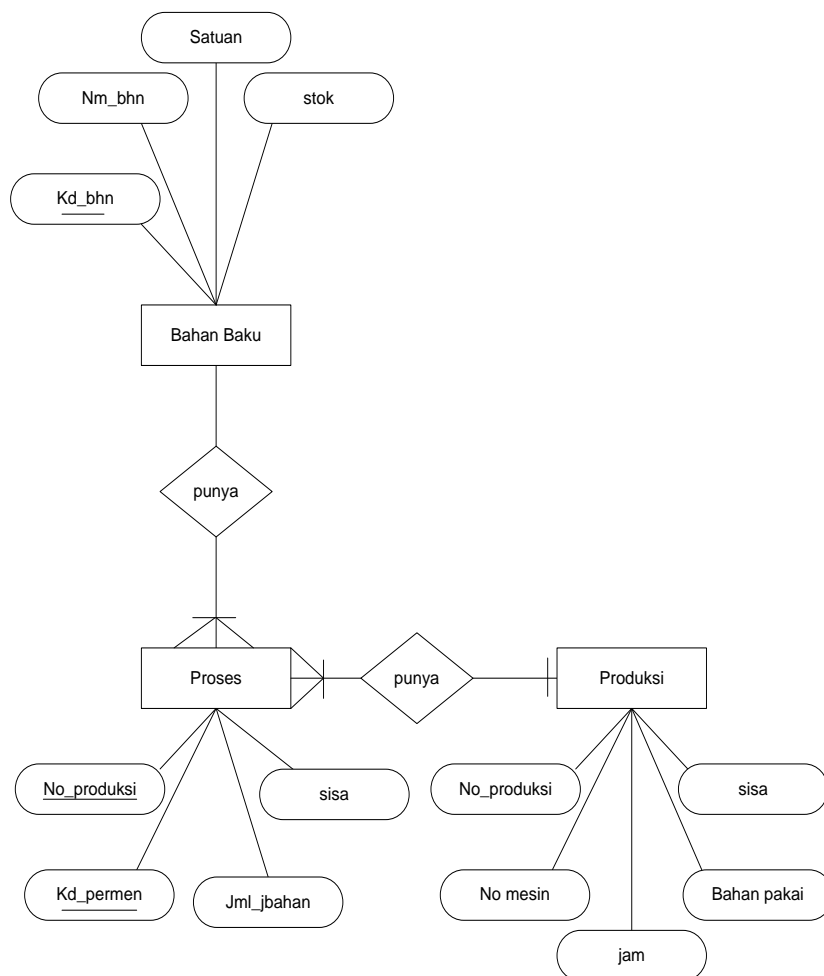 Satuan
Nm_bhn
stok
Kd_bhn
Bahan Baku
punya
Proses
punya
Produksi
No_produksi
sisa
No_produksi
sisa
Kd_permen
Jml_jbahan
No mesin
Bahan pakai
jam